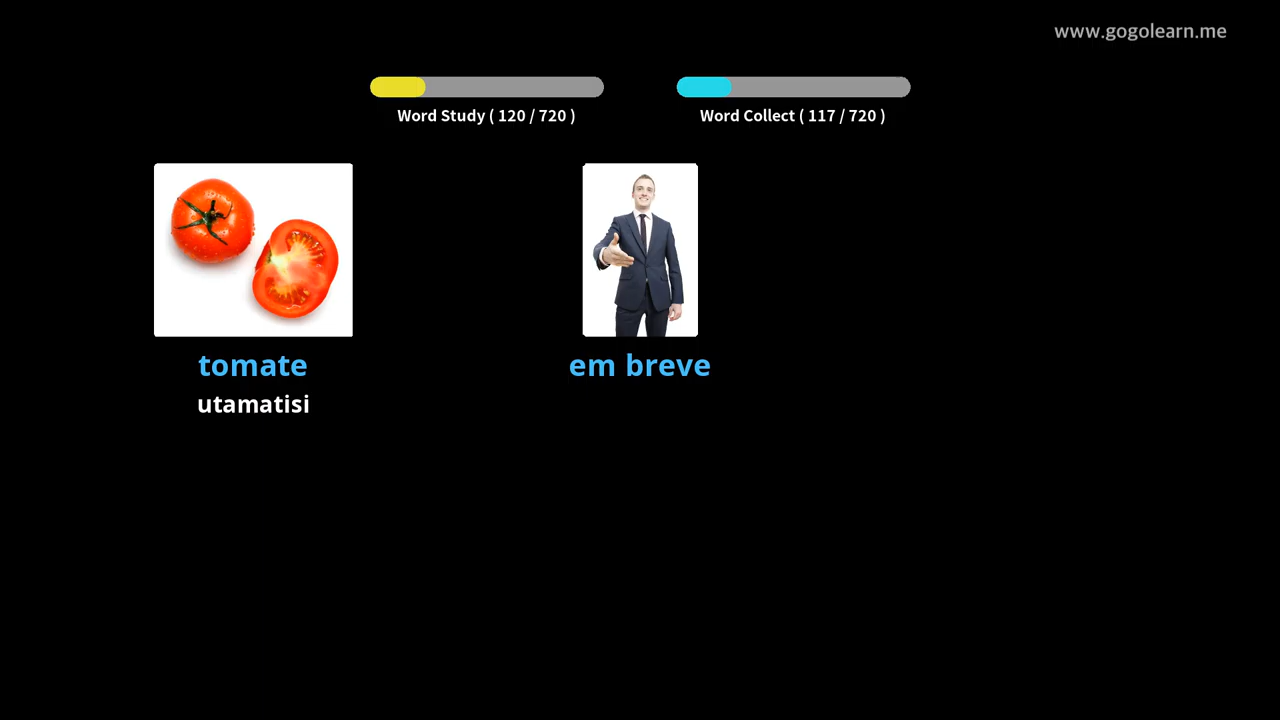 www.gogolearn.me
Word Study ( 120 / 720 )
Word Collect ( 117 / 720 )
tomate
utamatisi
em breve